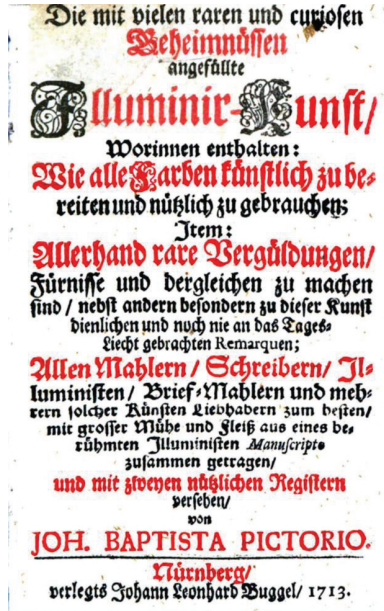 Die mit vielen raren und curiosen
Geheimnüssen
angefüllte
Illuminir-Kunst/
Worinnen enthalten:
Wie alle Farben künstlich zu be-
reiten und nützlich zu gebrauchen;
Item:
Allerhand rare Vergüldungen/
Fürnisse und dergleichen zu machen
sind / nebst andern besondern zu dieser Kunst
dienlichen und noch nie an das Tages-
Liecht gebrachten Remarquen;
Allen Mahlern/ Schreibern/ Il-
luministen/ Brief-Mahlern und meh-
rern solcher Künsten Liebhabern zum besten/
mit grosser Mühe und Fleiß aus eines be-
rühmten Illuministen Manuscripto
zusammen getragen/
und mit zweyen nützlichen Registern
versehen/
von
JOH. BAPTISTA PICTORIO.
Nürnberg/
verlegts Johann Leonhard Buggel/ 1713.